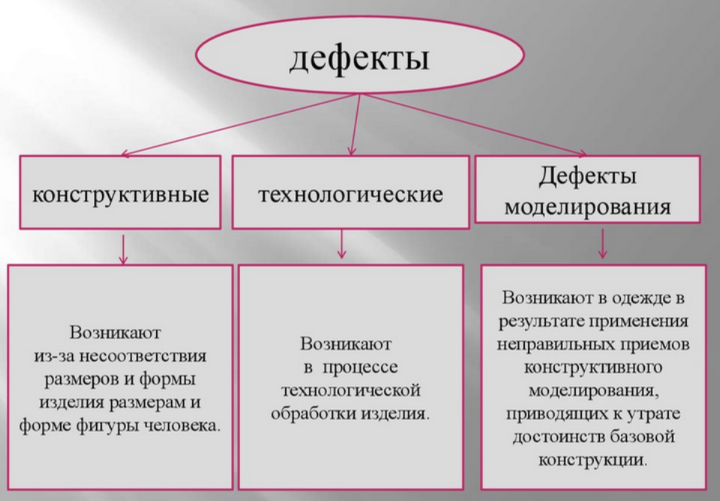 дефекты
конструктивные
технологические
Дефекты
моделирования
Возникают
из-за несоответствия
размеров и формы
изделия размерам и
форме фигуры человека.
Возникают
в процессе
технологической
обработки изделия.
Возникают в одежде в
результате применения
неправильных приемов
конструктивного
моделирования,
приводящих к утрате
достоинств базовой
конструкции.